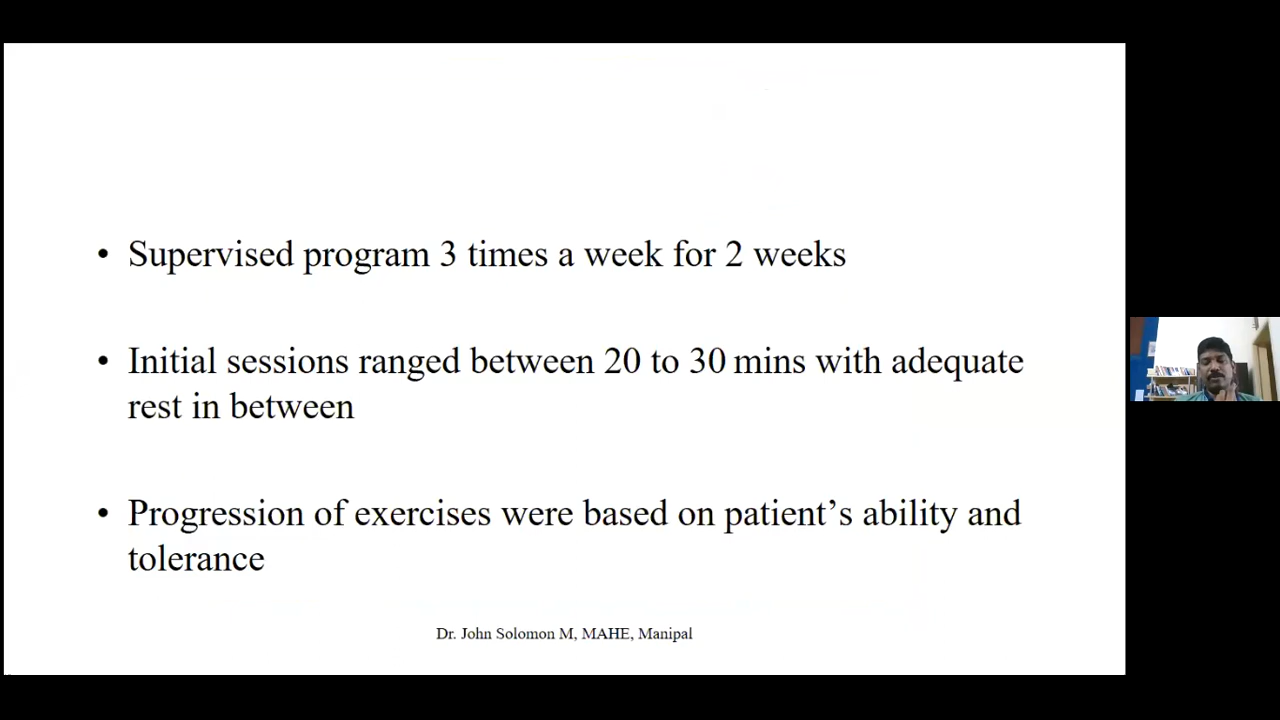 • Supervised program 3 times a week for 2 weeks
• Initial sessions ranged between 20 to 30 mins with adequate
rest in between
• Progression of exercises were based on patient’s ability and
tolerance
Dr. John Solomon M, MAHE, Manipal